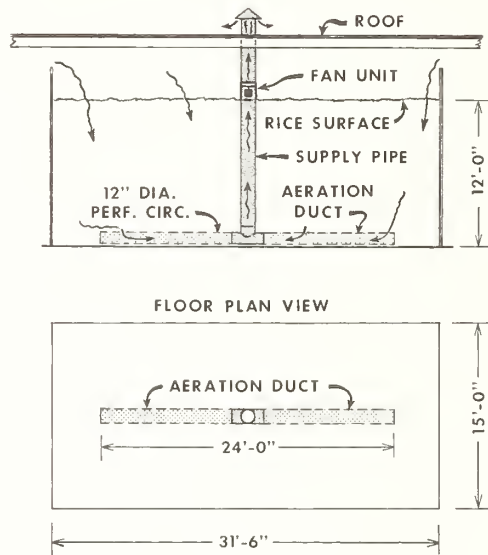 ROOF
FAN UNIT
RICE SURFACE
SUPPLY PIPE
12'-0"
12" DIA.
PERF. CIRC.
AERATION
DUCT
FLOOR PLAN VIEW
AERATION DUCT
24'-0"
15'-0"
31'-6"